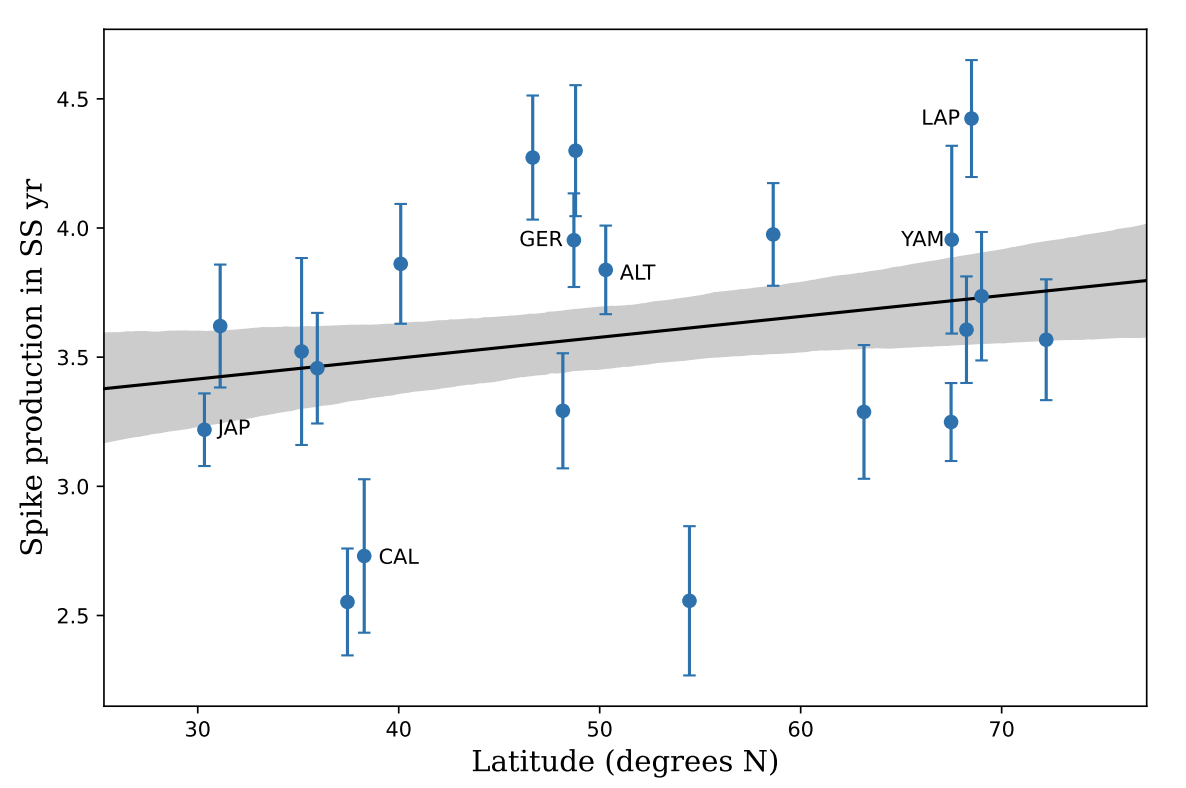 4.5
4.0
3.5
3.0
2.5
30
40
50
60
70
Spike production in SS yr
Latitude (degrees N)
LAP
YAM
GER
ALT
JAP
CAL